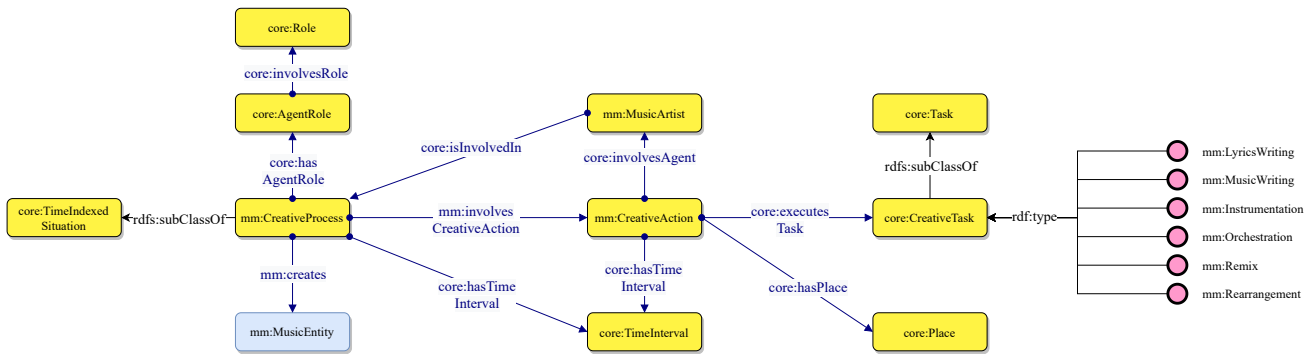 core:Role
core:involvesRole
core:AgentRole
mm:MusicArtist
core:Task
core:isInvolvedIn
core:has
AgentRole
core:involvesAgent
rdfs:subClassOf
mm:LyricsWriting
mm:MusicWriting
core:TimeIndexed
Situation
rdfs:subClassOf
mm:CreativeProcess
mm:involves
CreativeAction
mm:CreativeAction
core:executes
Task
core:CreativeTask
rdf:type
mm:Instrumentation
mm:Orchestration
mm:Remix
mm:Rearrangement
mm:creates
core:hasTime
Interval
core:hasTime
Interval
core:hasPlace
mm:MusicEntity
core:TimeInterval
core:Place